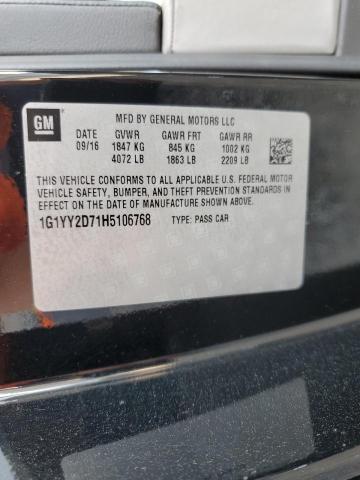 GM
MFD BY GENERAL MOTORS LLC
DATE GVWR GAWR FRT GAWR RR
09/16 1847 KG 845 KG 1002 KG
4072 LB 1863 LB 2209 LB
THIS VEHICLE CONFORMS TO ALL APPLICABLE U.S. FEDERAL MOTOR
VEHICLE SAFETY, BUMPER, AND THEFT PREVENTION STANDARDS IN
EFFECT ON THE DATE OF MANUFACTURE SHOWN ABOVE.
1G1YY2D71H5106768 TYPE: PASS CAR